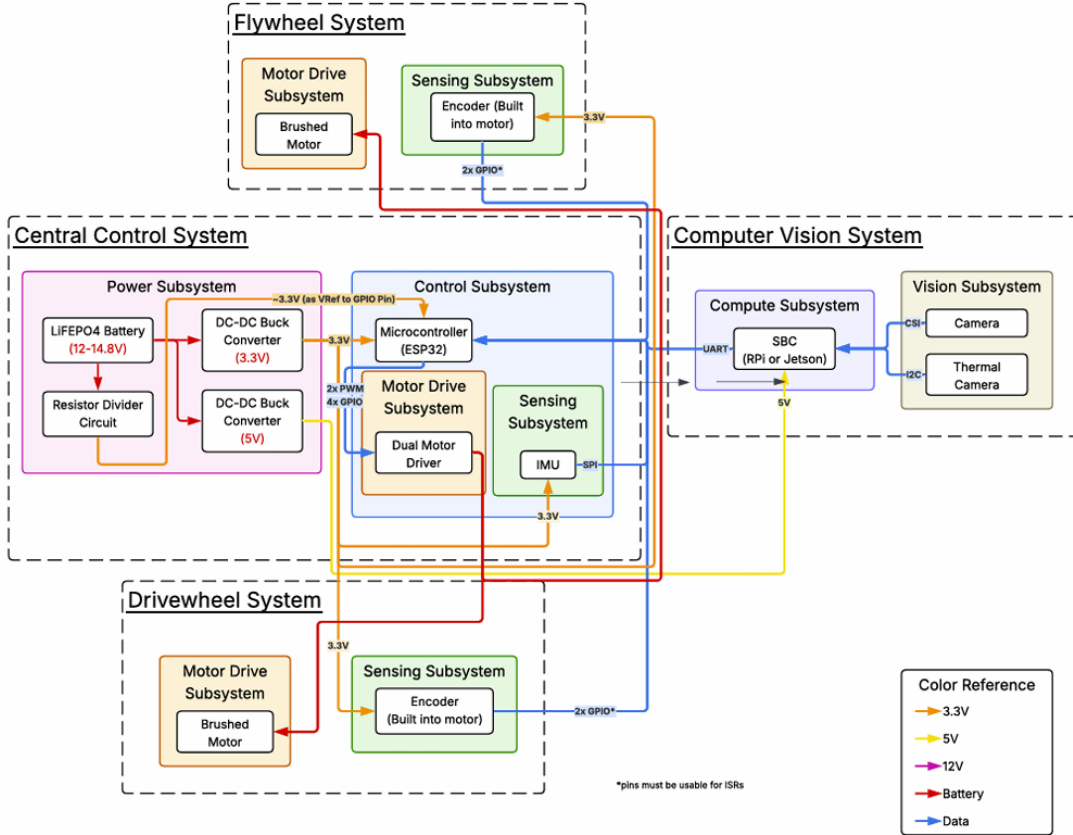 Flywheel System
Motor Drive
Subsystem
Brushed
Motor
Sensing Subsystem
Encoder (Built
into motor)
3.3V
2x GPIO*
Central Control System
Power Subsystem
LiFEPO4 Battery
(12-14.8V)
DC-DC Buck
Converter
(3.3V)
Resistor Divider
Circuit
DC-DC Buck
Converter
(5V)
~3.3V (as VRef to GPIO Pin)
3.3V
Control Subsystem
Microcontroller
(ESP32)
2x PWM
4x GPIO
Motor Drive
Subsystem
Dual Motor
Driver
Sensing
Subsystem
IMU
SPI
3.3V
Computer Vision System
Compute Subsystem
UART
SBC
(RPi or Jetson)
5V
Vision Subsystem
CSI
Camera
I2C
Thermal
Camera
Drivewheel System
3.3V
Motor Drive
Subsystem
Brushed
Motor
Sensing Subsystem
Encoder
(Built into motor)
2x GPIO*
*pins must be usable for ISRs
Color Reference
3.3V
5V
12V
Battery
Data